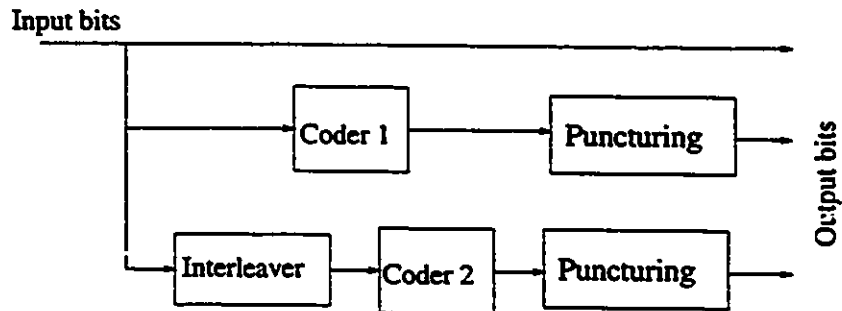 Input bits
Coder 1
Puncturing
Output bits
Interleaver
Coder 2
Puncturing